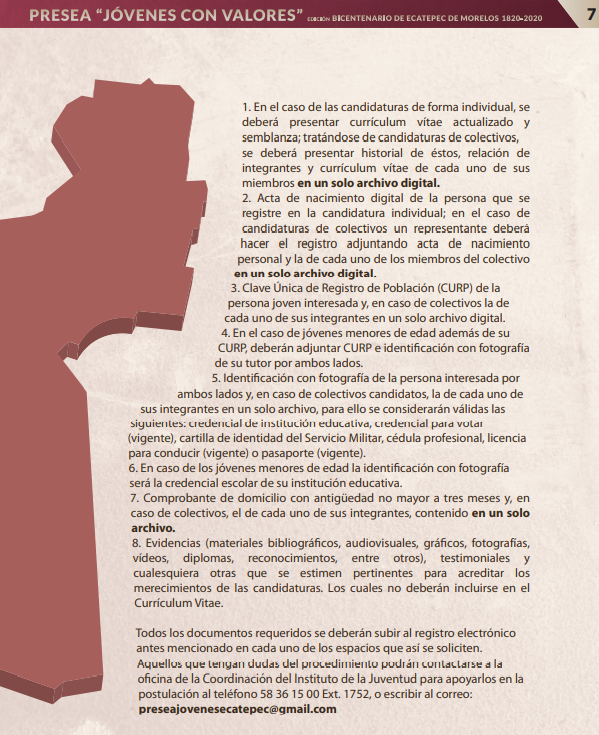 PRESEA “JÓVENES CON VALORES” EDICIÓN BICENTENARIO DE ECATEPEC DE MORELOS 1820-2020
7
1. En el caso de las candidaturas de forma individual, se
deberá presentar currículum vítae actualizado y
semblanza; tratándose de candidaturas de colectivos,
se deberá presentar historial de éstos, relación de
integrantes y currículum vítae de cada uno de sus
miembros en un solo archivo digital.
2. Acta de nacimiento digital de la persona que se
registre en la candidatura individual; en el caso de
candidaturas de colectivos un representante deberá
hacer el registro adjuntando acta de nacimiento
personal y la de cada uno de los miembros del colectivo
en un solo archivo digital.
3. Clave Única de Registro de Población (CURP) de la
persona joven interesada y, en caso de colectivos la de
cada uno de sus integrantes en un solo archivo digital.
4. En el caso de jóvenes menores de edad además de su
CURP, deberán adjuntar CURP e identificación con fotografía
de su tutor por ambos lados.
5. Identificación con fotografía de la persona interesada por
ambos lados y, en caso de colectivos candidatos, la de cada uno de
sus integrantes en un solo archivo, para ello se considerarán válidas las
siguientes: credencial de institución educativa, credencial para votar
(vigente), cartilla de identidad del Servicio Militar, cédula profesional, licencia
para conducir (vigente) o pasaporte (vigente).
6. En caso de los jóvenes menores de edad la identificación con fotografía
será la credencial escolar de su institución educativa.
7. Comprobante de domicilio con antigüedad no mayor a tres meses y, en
caso de colectivos, el de cada uno de sus integrantes, contenido en un solo
archivo.
8. Evidencias (materiales bibliográficos, audiovisuales, gráficos, fotografías,
vídeos, diplomas, reconocimientos, entre otros), testimoniales y
cualesquiera otras que se estimen pertinentes para acreditar los
merecimientos de las candidaturas. Los cuales no deberán incluirse en el
Currículum Vitae.
Todos los documentos requeridos se deberán subir al registro electrónico
antes mencionado en cada uno de los espacios que así se soliciten.
Aquellos que tengan dudas del procedimiento podrán contactarse a la
oficina de la Coordinación del Instituto de la Juventud para apoyarlos en la
postulación al teléfono 58 36 15 00 Ext. 1752, o escribir al correo:
preseajovenesecatepec@gmail.com